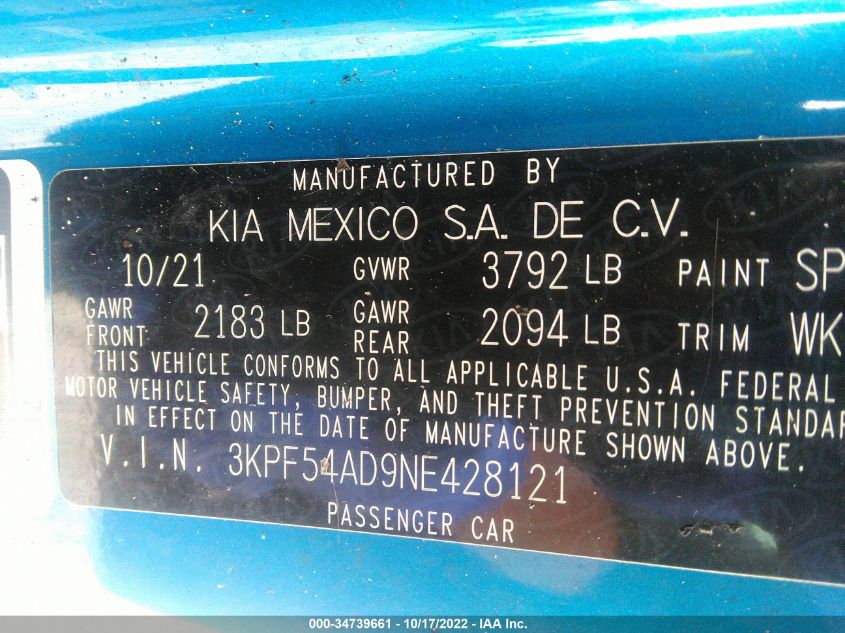 MANUFACTURED BY
KIA MEXICO S.A. DE C.V.
10/21 GVWR 3792 LB PAINT SP
GAWR FRONT 2183 LB GAWR REAR 2094 LB TRIM WK
THIS VEHICLE CONFORMS TO ALL APPLICABLE U.S.A. FEDERAL
MOTOR VEHICLE SAFETY, BUMPER, AND THEFT PREVENTION STANDAR
IN EFFECT ON THE DATE OF MANUFACTURE SHOWN ABOVE.
V.I.N. 3KPF54AD9NE428121
PASSENGER CAR
000-34739661 - 10/17/2022 - IAA Inc.